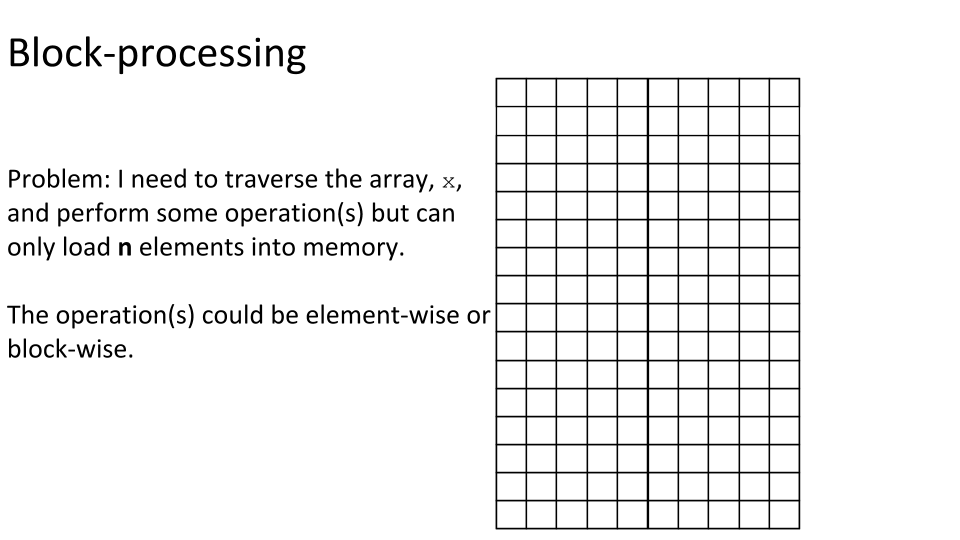 Block-processing
Problem: I need to traverse the array, x,
and perform some operation(s) but can
only load n elements into memory.
The operation(s) could be element-wise or
block-wise.